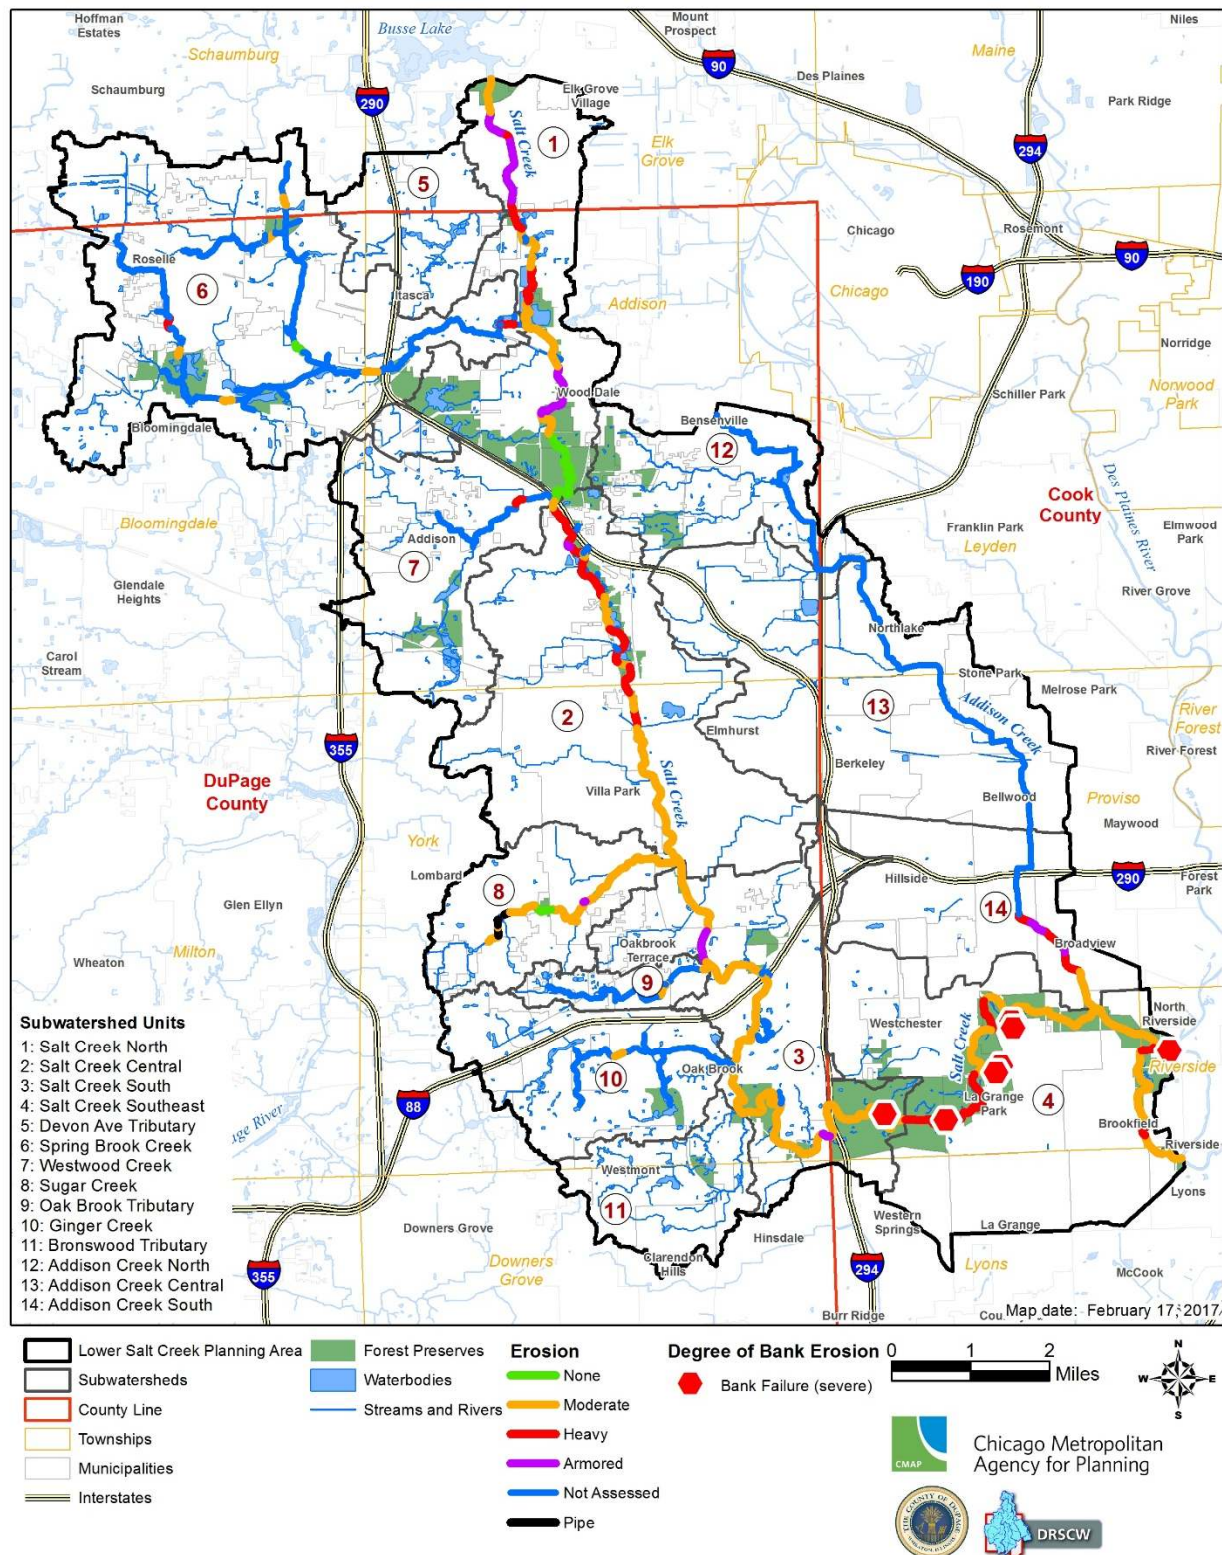 Hoffman
Estates
Schaumburg
Busse Lake
Mount
Prospect
Niles
Maine
90
Des Plaines
Schaumburg
290
Elk Grove
Village
Park Ridge
Salt Creek
1
Elk
Grove
294
5
Chicago
Rosemont
Roselle
6
Itasca
190
90
Chicago
Addison
Norridge
Wood Dale
Schiller Park
Norwood
Park
Bloomingdale
Bensenville
12
Des Plaines River
Cook
County
Bloomingdale
Addison
Franklin Park
Leyden
Elmwood
Park
7
Glendale
Heights
River Grove
Northlake
Carol
Stream
Stone Park
Melrose Park
2
13
Addison Creek
River
Forest
Elmhurst
355
River Forest
Salt Creek
Berkeley
DuPage
County
Villa Park
Bellwood
Proviso
Maywood
York
Lombard
8
Hillside
290
Forest
Park
Glen Ellyn
14
Milton
Oakbrook
Terrace
Broadview
Wheaton
9
North
Riverside
Westchester
Salt Creek
3
Riverside
10
Oak Brook
La Grange
Park
4
88
Brookfield
Riverside
Westmont
Lyons
11
Western
Springs
Downers Grove
La Grange
Hinsdale
Downers
Grove
Clarendon
Hills
355
294
Lyons
McCook
Burr Ridge
Subwatershed Units
1: Salt Creek North
2: Salt Creek Central
3: Salt Creek South
4: Salt Creek Southeast
5: Devon Ave Tributary
6: Spring Brook Creek
7: Westwood Creek
8: Sugar Creek
9: Oak Brook Tributary
10: Ginger Creek
11: Bronswood Tributary
12: Addison Creek North
13: Addison Creek Central
14: Addison Creek South
Map date: February 17, 2017
Lower Salt Creek Planning Area
Subwatersheds
County Line
Townships
Municipalities
Interstates
Forest Preserves
Waterbodies
Streams and Rivers
Erosion
None
Moderate
Heavy
Armored
Not Assessed
Pipe
Degree of Bank Erosion
Bank Failure (severe)
0 1 2
Miles
N
W E
S
CMAP
Chicago Metropolitan
Agency for Planning
THE COUNTY OF DUPAGE
DRSCW